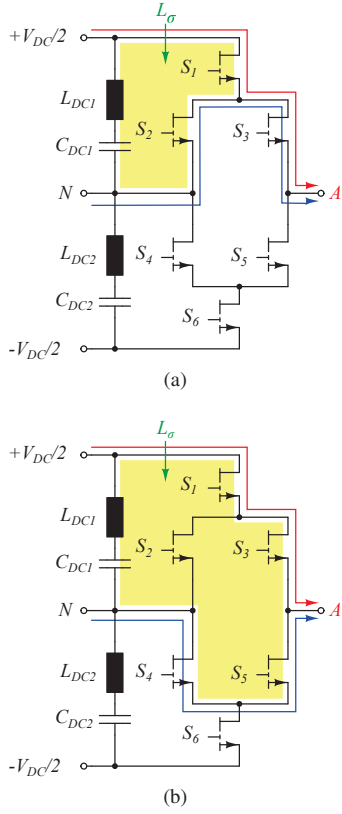 L_σ
+V_DC/2
S_1
L_DC1
S_2
S_3
C_DC1
N
A
L_DC2
S_4
S_5
C_DC2
S_6
-V_DC/2
(a)
L_σ
+V_DC/2
S_1
L_DC1
S_2
S_3
C_DC1
N
A
L_DC2
S_4
S_5
C_DC2
S_6
-V_DC/2
(b)